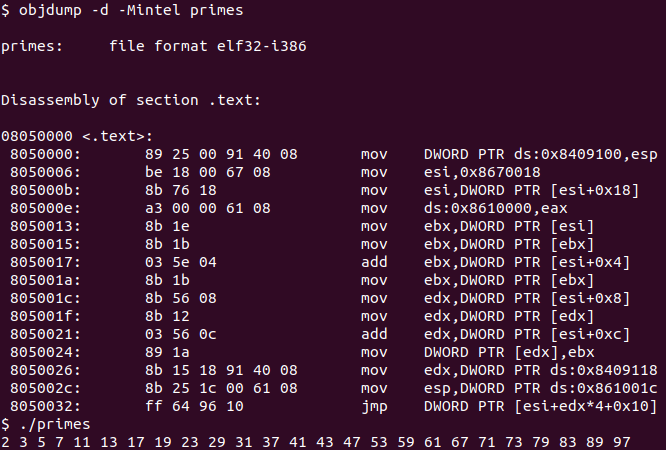 $ objdump -d -Mintel primes
primes:     file format elf32-i386
Disassembly of section .text:
08050000 <.text>:
 8050000:       89 25 00 91 40 08       mov    DWORD PTR ds:0x8409100,esp
 8050006:       be 18 00 67 08          mov    esi,0x8670018
 805000b:       8b 76 18                mov    esi,DWORD PTR [esi+0x18]
 805000e:       a3 00 00 61 08          mov    ds:0x8610000,eax
 8050013:       8b 1e                   mov    ebx,DWORD PTR [esi]
 8050015:       8b 1b                   mov    ebx,DWORD PTR [ebx]
 8050017:       03 5e 04                add    ebx,DWORD PTR [esi+0x4]
 805001a:       8b 1b                   mov    ebx,DWORD PTR [ebx]
 805001c:       8b 56 08                mov    edx,DWORD PTR [esi+0x8]
 805001f:       8b 12                   mov    edx,DWORD PTR [edx]
 8050021:       03 56 0c                add    edx,DWORD PTR [esi+0xc]
 8050024:       89 1a                   mov    DWORD PTR [edx],ebx
 8050026:       8b 15 18 91 40 08       mov    edx,DWORD PTR ds:0x8409118
 805002c:       8b 25 1c 00 61 08       mov    esp,DWORD PTR ds:0x861001c
 8050032:       ff 64 96 10             jmp    DWORD PTR [esi+edx*4+0x10]
$ ./primes
2 3 5 7 11 13 17 19 23 29 31 37 41 43 47 53 59 61 67 71 73 79 83 89 97